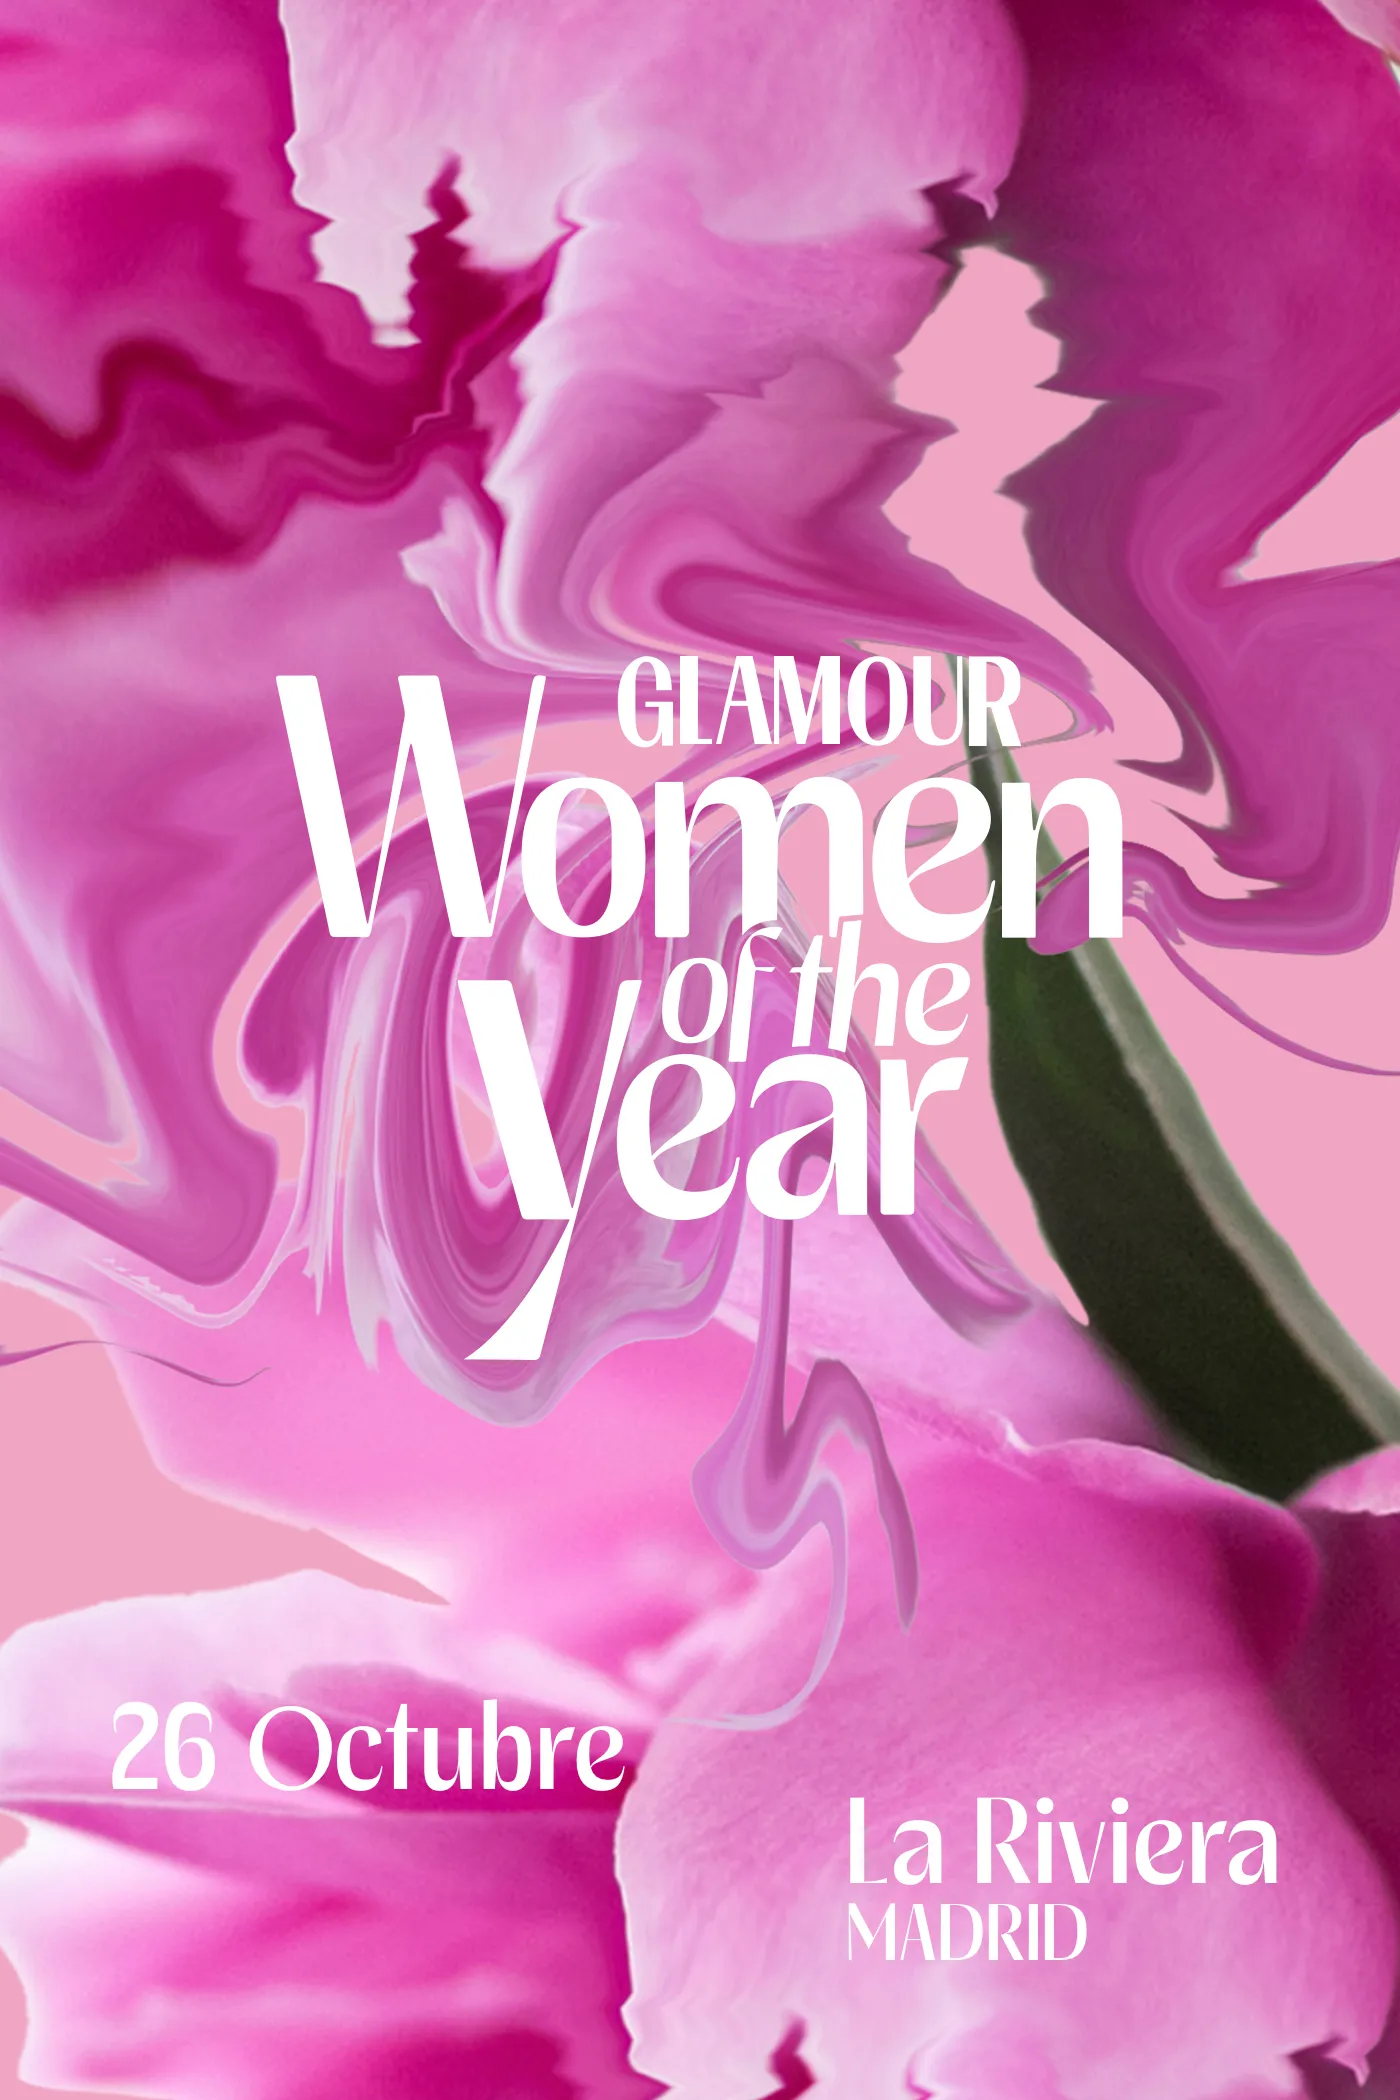 GLAMOUR
Women
of the
Year
26 Octubre
La Riviera
MADRID